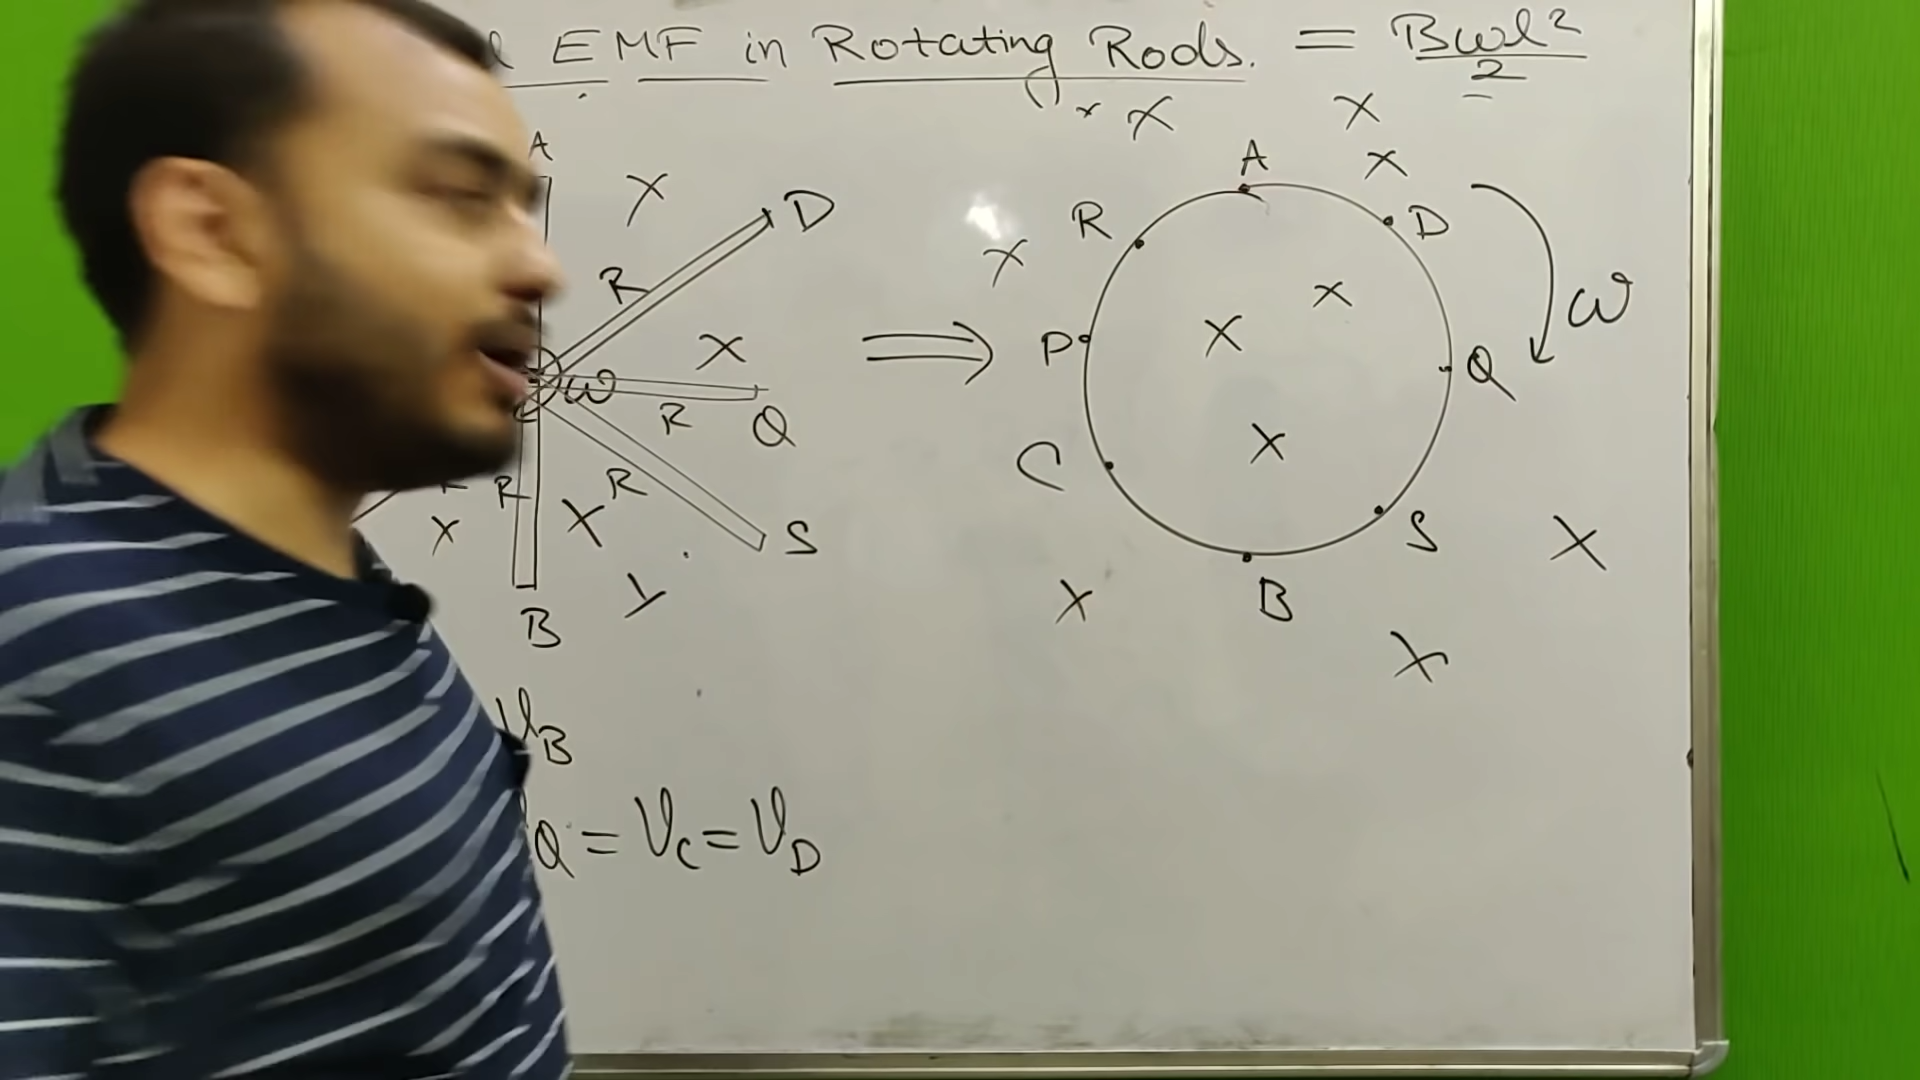 EMF in Rotating Rods. = Bωl²/2
A
X
D
R
X
ω
R
Q
R
R
X
X
S
B
V_B
Q = V_C = V_D
x X X
A
X
R
D
X
ω
X
X
P
Q
C
X
S
X
B
X
X